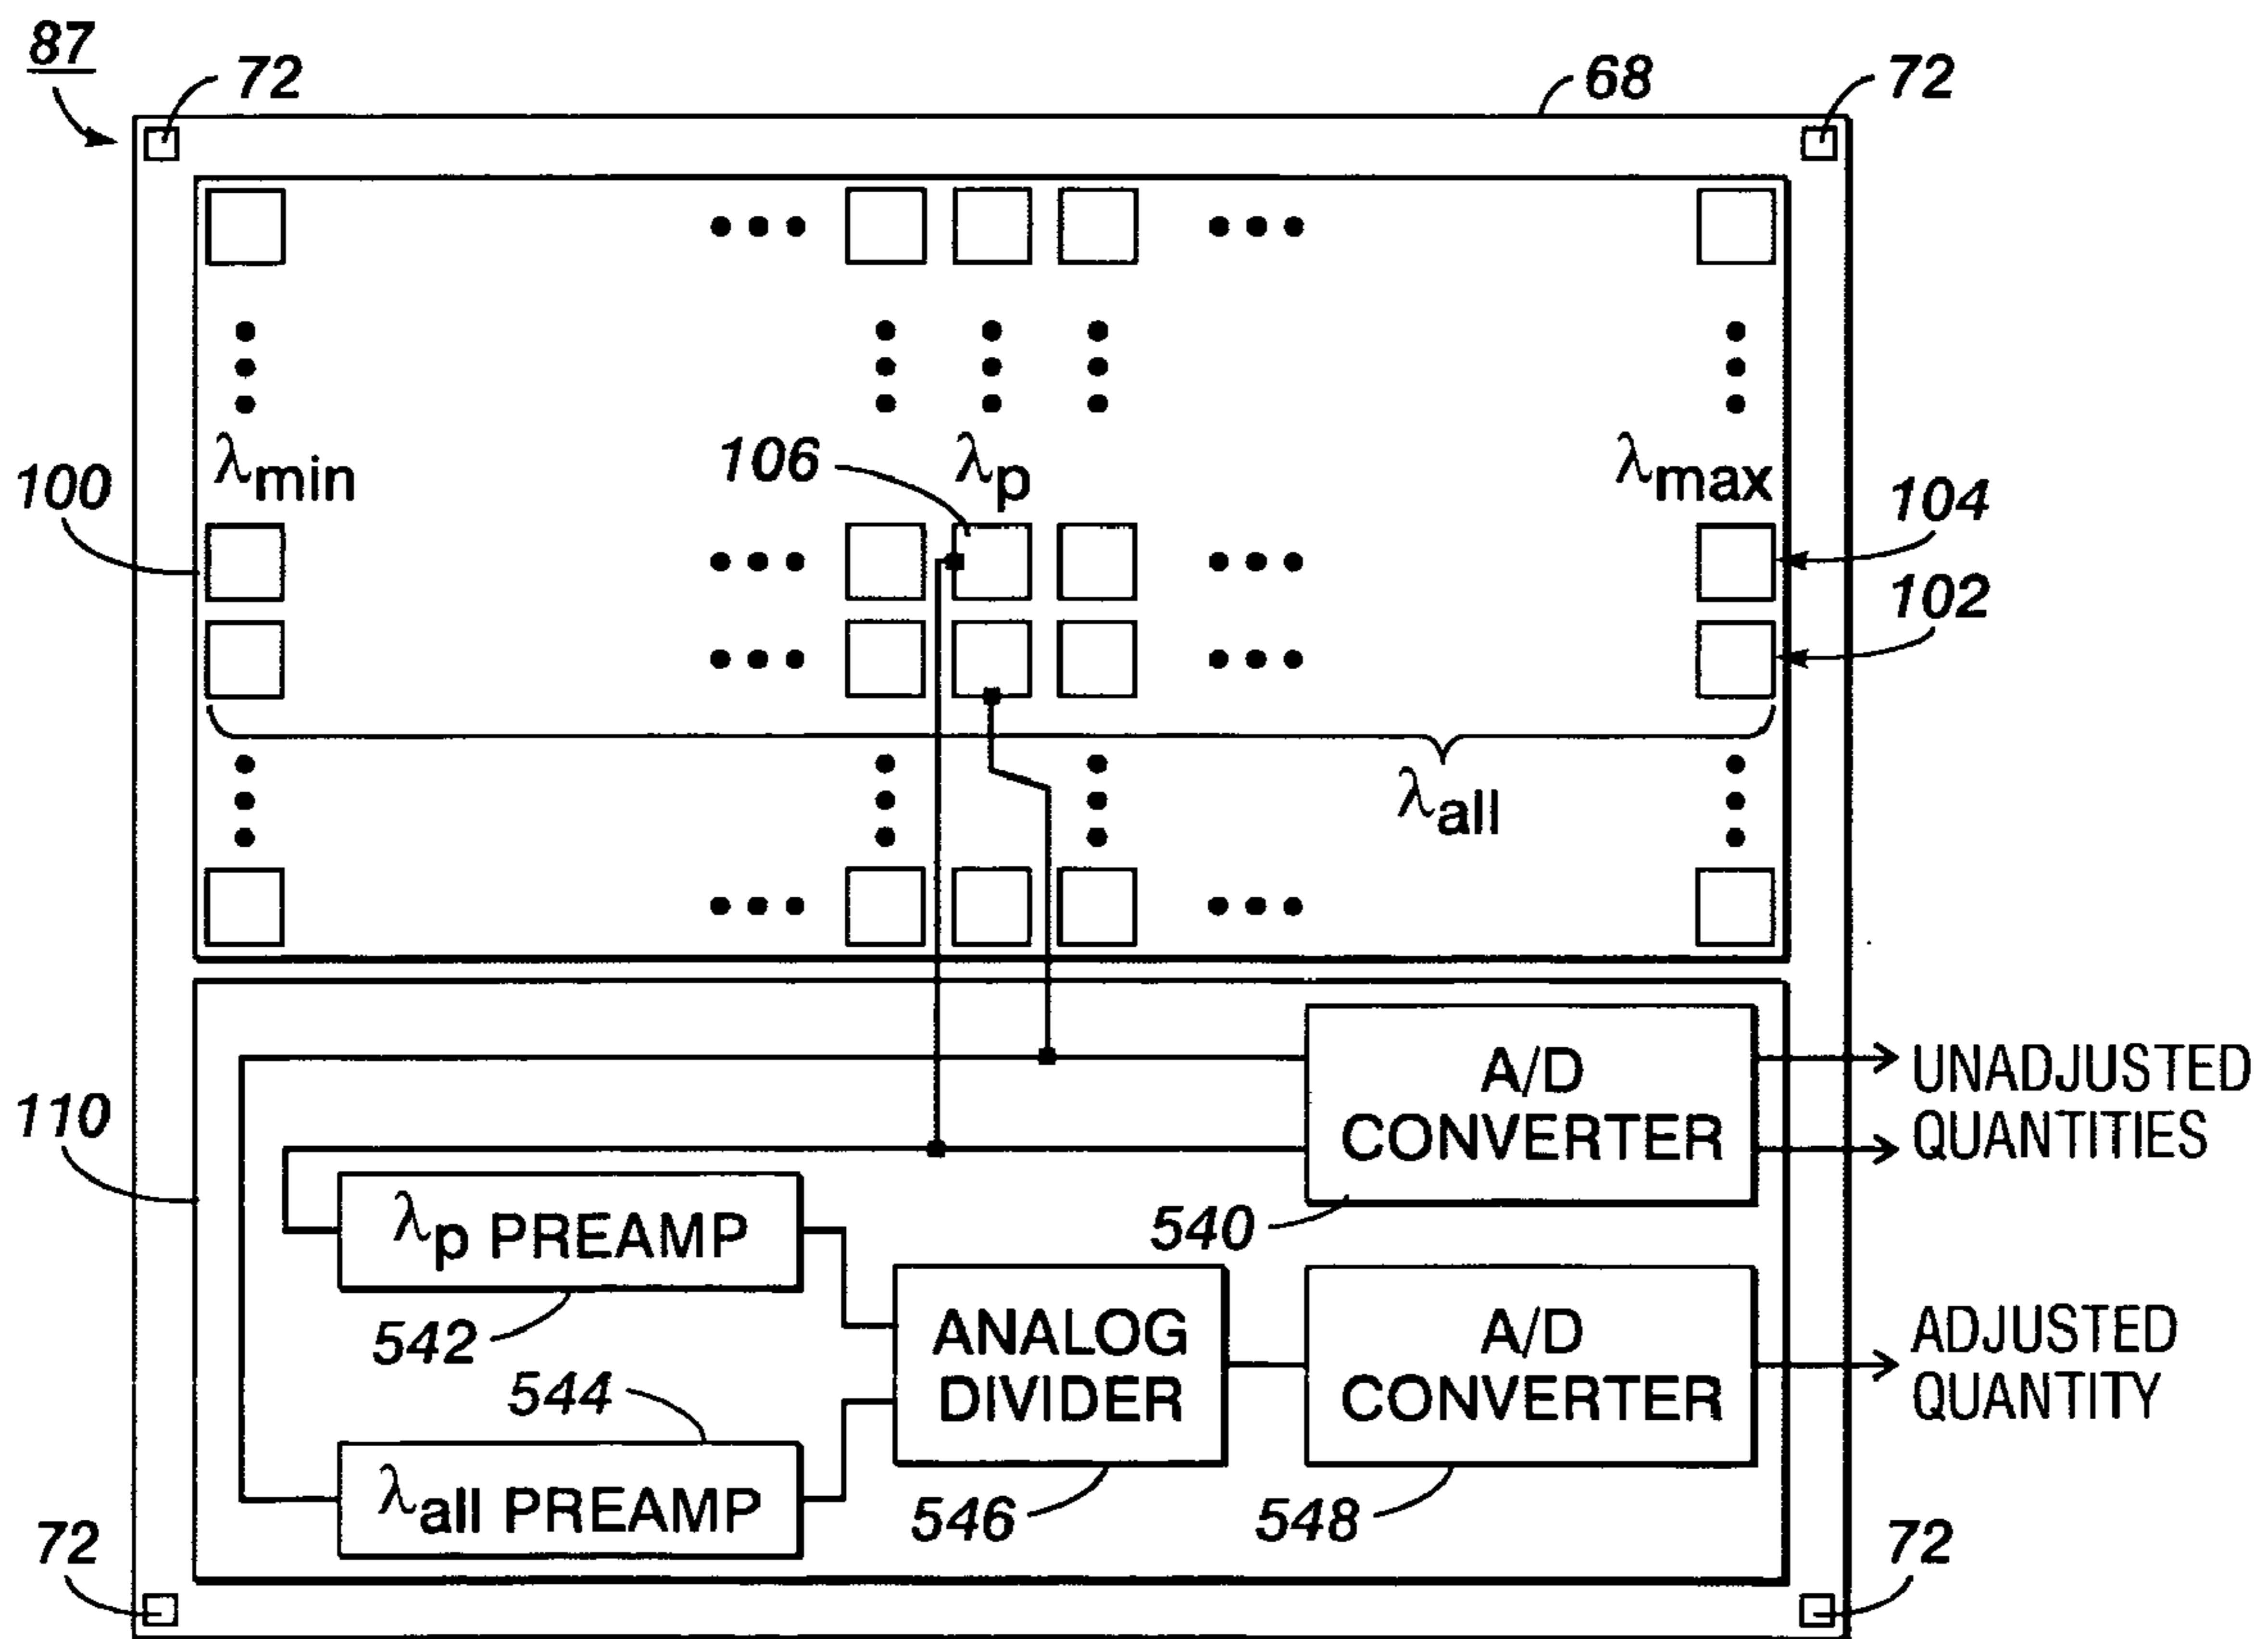 87
72
68
72
λmin
106
λp
λmax
100
104
102
λall
110
A/D
CONVERTER
UNADJUSTED
QUANTITIES
540
λp PREAMP
542
544
λall PREAMP
ANALOG
DIVIDER
546
A/D
CONVERTER
548
ADJUSTED
QUANTITY
72
72